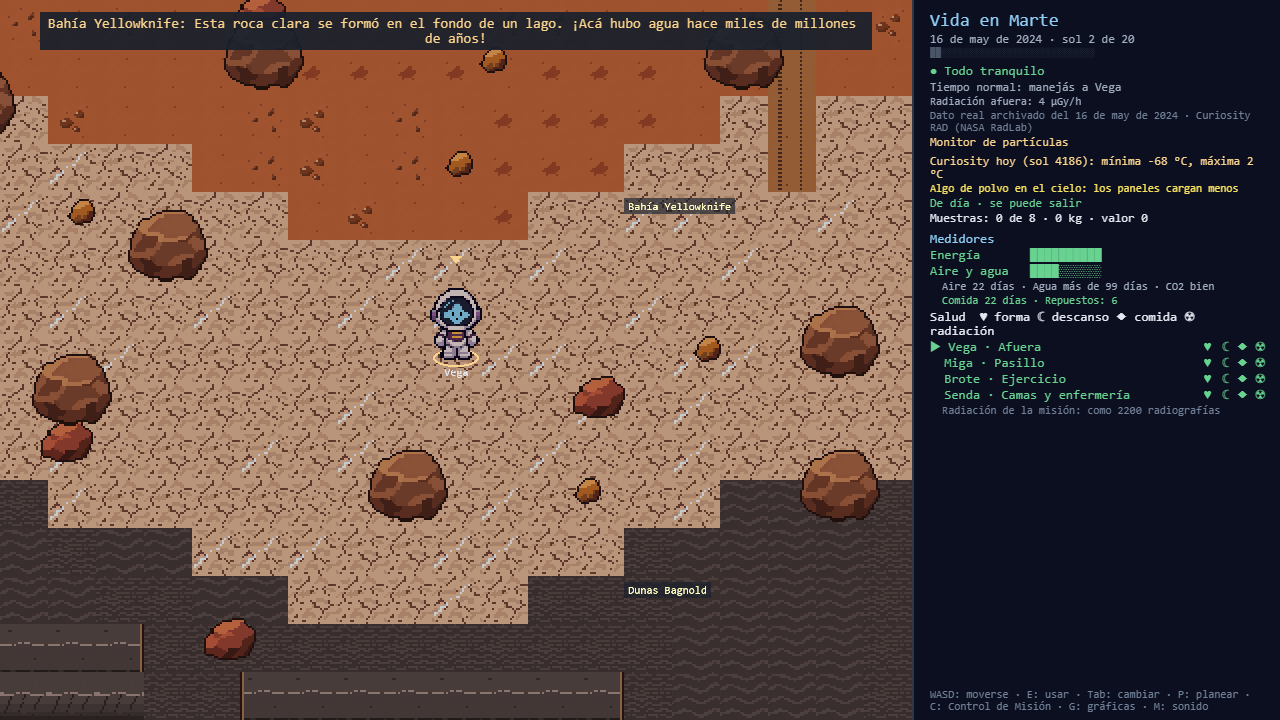 Bahía Yellowknife: Esta roca clara se formó en el fondo de un lago. ¡Acá hubo agua hace miles de millones
de años!
Bahía Yellowknife
Vega
Dunas Bagnold
Vida en Marte
16 de may de 2024 · sol 2 de 20
● Todo tranquilo
Tiempo normal: manejás a Vega
Radiación afuera: 4 µGy/h
Dato real archivado del 16 de may de 2024 · Curiosity
RAD (NASA RadLab)
Monitor de partículas
Curiosity hoy (sol 4186): mínima -68 °C, máxima 2
°C
Algo de polvo en el cielo: los paneles cargan menos
De día · se puede salir
Muestras: 0 de 8 · 0 kg · valor 0
Medidores
Energía
Aire y agua
Aire 22 días · Agua más de 99 días · CO2 bien
Comida 22 días · Repuestos: 6
Salud ♥ forma ☾ descanso ◆ comida ☢
radiación
▶ Vega · Afuera ♥ ☾ ◆ ☢
Miga · Pasillo ♥ ☾ ◆ ☢
Brote · Ejercicio ♥ ☾ ◆ ☢
Senda · Camas y enfermería ♥ ☾ ◆ ☢
Radiación de la misión: como 2200 radiografías
WASD: moverse · E: usar · Tab: cambiar · P: planear ·
C: Control de Misión · G: gráficas · M: sonido